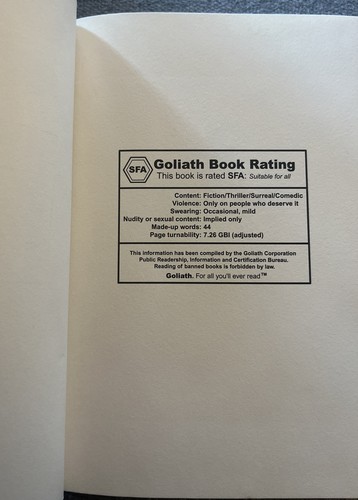 SFA
Goliath Book Rating
This book is rated SFA: Suitable for all
Content: Fiction/Thriller/Surreal/Comedic
Violence: Only on people who deserve it
Swearing: Occasional, mild
Nudity or sexual content: Implied only
Made-up words: 44
Page turnability: 7.26 GBI (adjusted)
This information has been compiled by the Goliath Corporation
Public Readership, Information and Certification Bureau.
Reading of banned books is forbidden by law.
Goliath. For all you'll ever read™